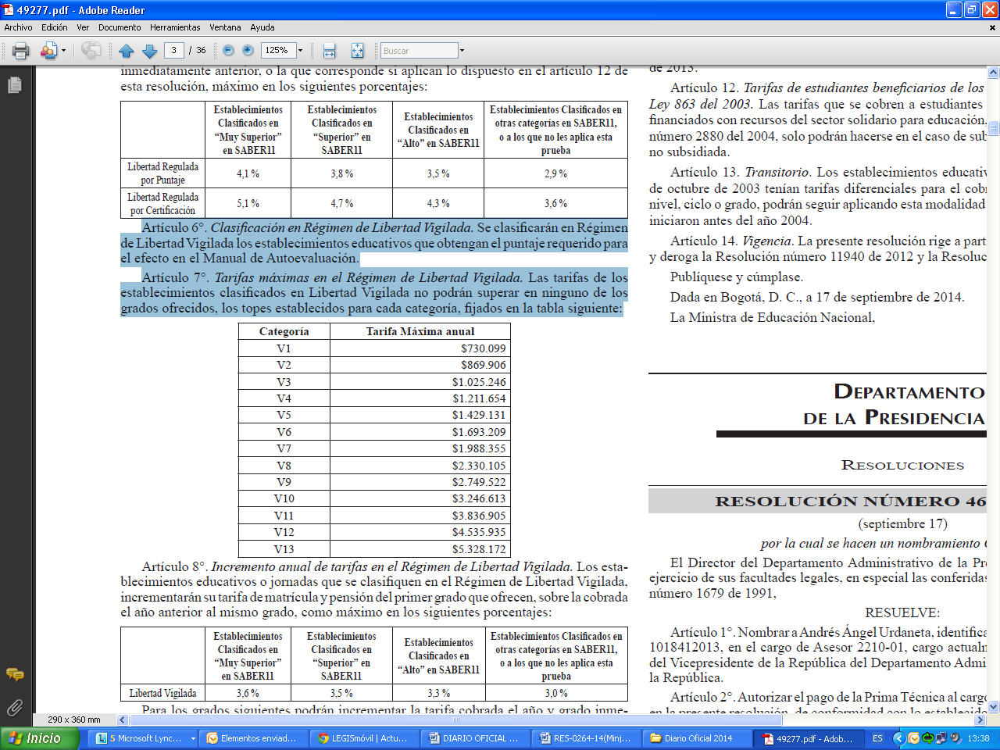 49277.pdf - Adobe Reader
Archivo Edición Ver Documento Herramientas Ventana Ayuda
3 / 36 125% Buscar
inmediatamente anterior, o la que corresponde si aplican lo dispuesto en el artículo 12 de
esta resolución, máximo en los siguientes porcentajes:
Establecimientos Clasificados en “Muy Superior” en SABER11
Establecimientos Clasificados en “Superior” en SABER11
Establecimientos Clasificados en “Alto” en SABER11
Establecimientos Clasificados en otras categorías en SABER11, o a los que no les aplica esta prueba
Libertad Regulada por Puntaje 4,1 % 3,8 % 3,5 % 2,9 %
Libertad Regulada por Certificación 5,1 % 4,7 % 4,3 % 3,6 %
Artículo 6°. Clasificación en Régimen de Libertad Vigilada. Se clasificarán en Régimen
de Libertad Vigilada los establecimientos educativos que obtengan el puntaje requerido para
el efecto en el Manual de Autoevaluación.
Artículo 7°. Tarifas máximas en el Régimen de Libertad Vigilada. Las tarifas de los
establecimientos clasificados en Libertad Vigilada no podrán superar en ninguno de los
grados ofrecidos, los topes establecidos para cada categoría, fijados en la tabla siguiente:
Categoría Tarifa Máxima anual
V1 $730.099
V2 $869.906
V3 $1.025.246
V4 $1.211.654
V5 $1.429.131
V6 $1.693.209
V7 $1.988.355
V8 $2.330.105
V9 $2.749.522
V10 $3.246.613
V11 $3.836.905
V12 $4.535.935
V13 $5.328.172
Artículo 8°. Incremento anual de tarifas en el Régimen de Libertad Vigilada. Los esta-
blecimientos educativos o jornadas que se clasifiquen en el Régimen de Libertad Vigilada,
incrementarán su tarifa de matrícula y pensión del primer grado que ofrecen, sobre la cobrada
el año anterior al mismo grado, como máximo en los siguientes porcentajes:
Establecimientos Clasificados en “Muy Superior” en SABER11
Establecimientos Clasificados en “Superior” en SABER11
Establecimientos Clasificados en “Alto” en SABER11
Establecimientos Clasificados en otras categorías en SABER11, o a los que no les aplica esta prueba
Libertad Vigilada 3,6 % 3,5 % 3,3 % 3,0 %
Para los grados siguientes podrán incrementar la tarifa cobrada el año y grado inme-
de 2013.
Artículo 12. Tarifas de estudiantes beneficiarios de los
Ley 863 del 2003. Las tarifas que se cobren a estudiantes
financiados con recursos del sector solidario para educación,
número 2880 del 2004, solo podrán hacerse en el caso de sub
no subsidiada.
Artículo 13. Transitorio. Los establecimientos educativ
de octubre de 2003 tenían tarifas diferenciales para el cob
nivel, ciclo o grado, podrán seguir aplicando esta modalidad
iniciaron antes del año 2004.
Artículo 14. Vigencia. La presente resolución rige a part
y deroga la Resolución número 11940 de 2012 y la Resoluc
Publíquese y cúmplase.
Dada en Bogotá, D. C., a 17 de septiembre de 2014.
La Ministra de Educación Nacional,
DEPARTAMENTO
DE LA PRESIDENCIA
RESOLUCIONES
RESOLUCIÓN NÚMERO 46
(septiembre 17)
por la cual se hacen un nombramiento
El Director del Departamento Administrativo de la Pre
ejercicio de sus facultades legales, en especial las conferidas
número 1679 de 1991,
RESUELVE:
Artículo 1°. Nombrar a Andrés Ángel Urdaneta, identifica
1018412013, en el cargo de Asesor 2210-01, cargo actualm
del Vicepresidente de la República del Departamento Admi
la República.
Artículo 2°. Autorizar el pago de la Prima Técnica al cargo
en la presente resolución, de conformidad con lo establecido
290 x 360 mm
Inicio 5 Microsoft Lync... Elementos enviad... LEGISmóvil | Actu... DIARIO OFICIAL ... RES-0264-14(Minj... Diario Oficial 2014 49277.pdf - Adob... ES 13:38